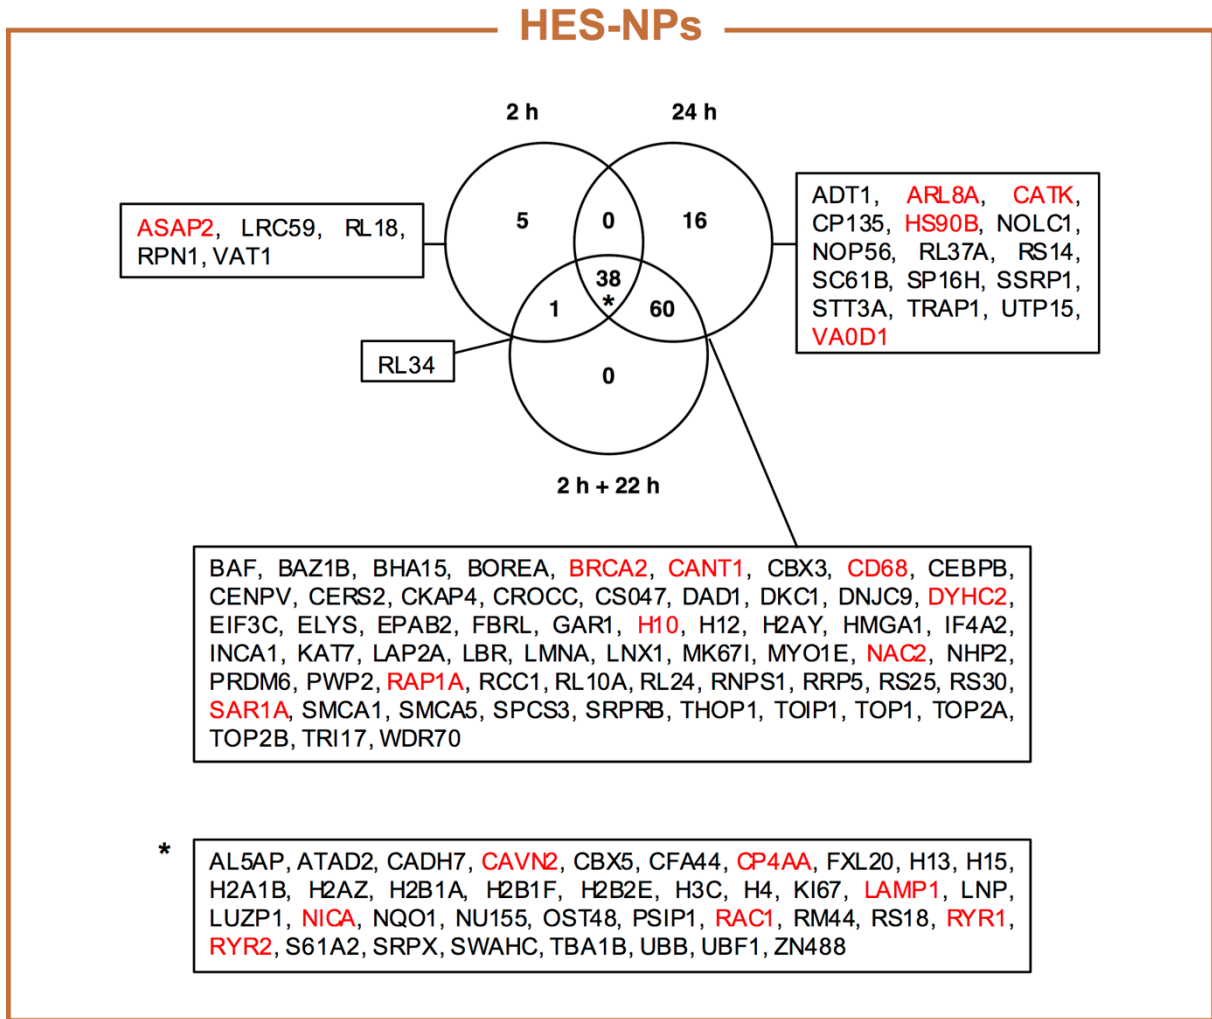 HES-NPs
2 h
24 h
5
0
16
38
*
1
60
0
2 h + 22 h
ASAP2, LRC59, RL18,
RPN1, VAT1
ADT1, ARL8A, CATK,
CP135, HS90B, NOLC1,
NOP56, RL37A, RS14,
SC61B, SP16H, SSRP1,
STT3A, TRAP1, UTP15,
VA0D1
RL34
BAF, BAZ1B, BHA15, BOREA, BRCA2, CANT1, CBX3, CD68, CEBPB,
CENPV, CERS2, CKAP4, CROCC, CS047, DAD1, DKC1, DNJC9, DYHC2,
EIF3C, ELYS, EPAB2, FBRL, GAR1, H10, H12, H2AY, HMGA1, IF4A2,
INCA1, KAT7, LAP2A, LBR, LMNA, LNX1, MK67I, MYO1E, NAC2, NHP2,
PRDM6, PWP2, RAP1A, RCC1, RL10A, RL24, RNPS1, RRP5, RS25, RS30,
SAR1A, SMCA1, SMCA5, SPCS3, SRPRB, THOP1, TOIP1, TOP1, TOP2A,
TOP2B, TRI17, WDR70
*
AL5AP, ATAD2, CADH7, CAVN2, CBX5, CFA44, CP4AA, FXL20, H13, H15,
H2A1B, H2AZ, H2B1A, H2B1F, H2B2E, H3C, H4, KI67, LAMP1, LNP,
LUZP1, NICA, NQO1, NU155, OST48, PSIP1, RAC1, RM44, RS18, RYR1,
RYR2, S61A2, SRPX, SWAHC, TBA1B, UBB, UBF1, ZN488